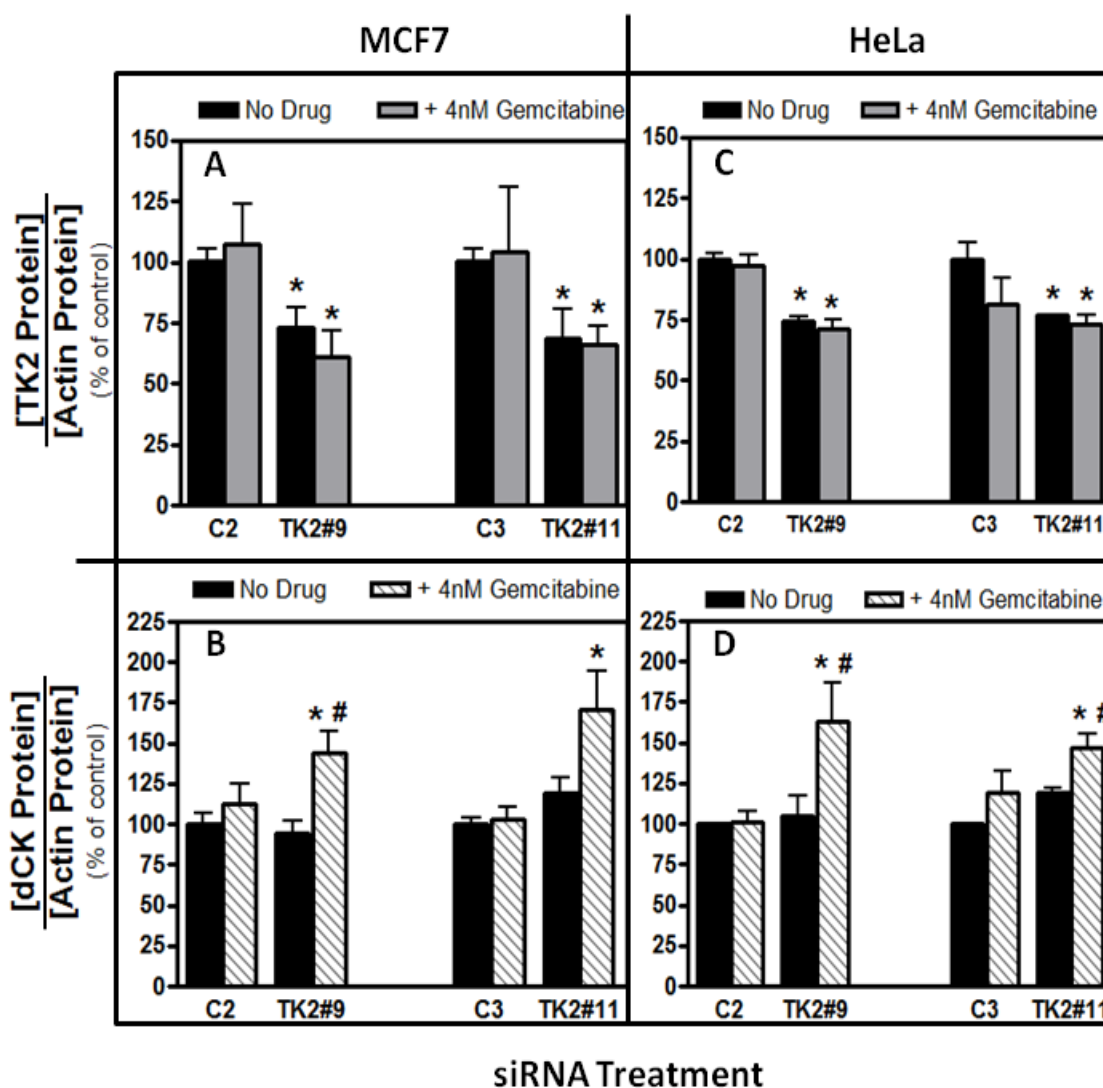 MCF7
HeLa
No Drug + 4nM Gemcitabine
No Drug + 4nM Gemcitabine
[TK2 Protein]
[Actin Protein]
(% of control)
A
150
125
100
75
50
25
0
* * * *
C2 TK2#9 C3 TK2#11
C
150
125
100
75
50
25
0
* * * *
C2 TK2#9 C3 TK2#11
No Drug + 4nM Gemcitabine
No Drug + 4nM Gemcitabine
[dCK Protein]
[Actin Protein]
(% of control)
B
225
200
175
150
125
100
75
50
25
0
* # *
C2 TK2#9 C3 TK2#11
D
225
200
175
150
125
100
75
50
25
0
* # * #
C2 TK2#9 C3 TK2#11
siRNA Treatment